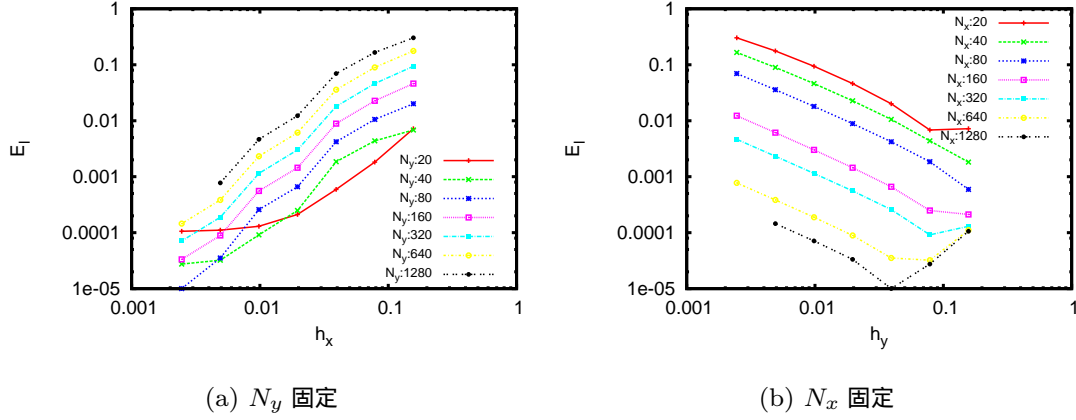 1
0.1
0.01
0.001
0.0001
1e-05
0.001
0.01
0.1
1
E_l
h_x
N_y:20
N_y:40
N_y:80
N_y:160
N_y:320
N_y:640
N_y:1280
(a) N_y 固定
1
0.1
0.01
0.001
0.0001
1e-05
0.001
0.01
0.1
1
E_l
h_y
N_x:20
N_x:40
N_x:80
N_x:160
N_x:320
N_x:640
N_x:1280
(b) N_x 固定